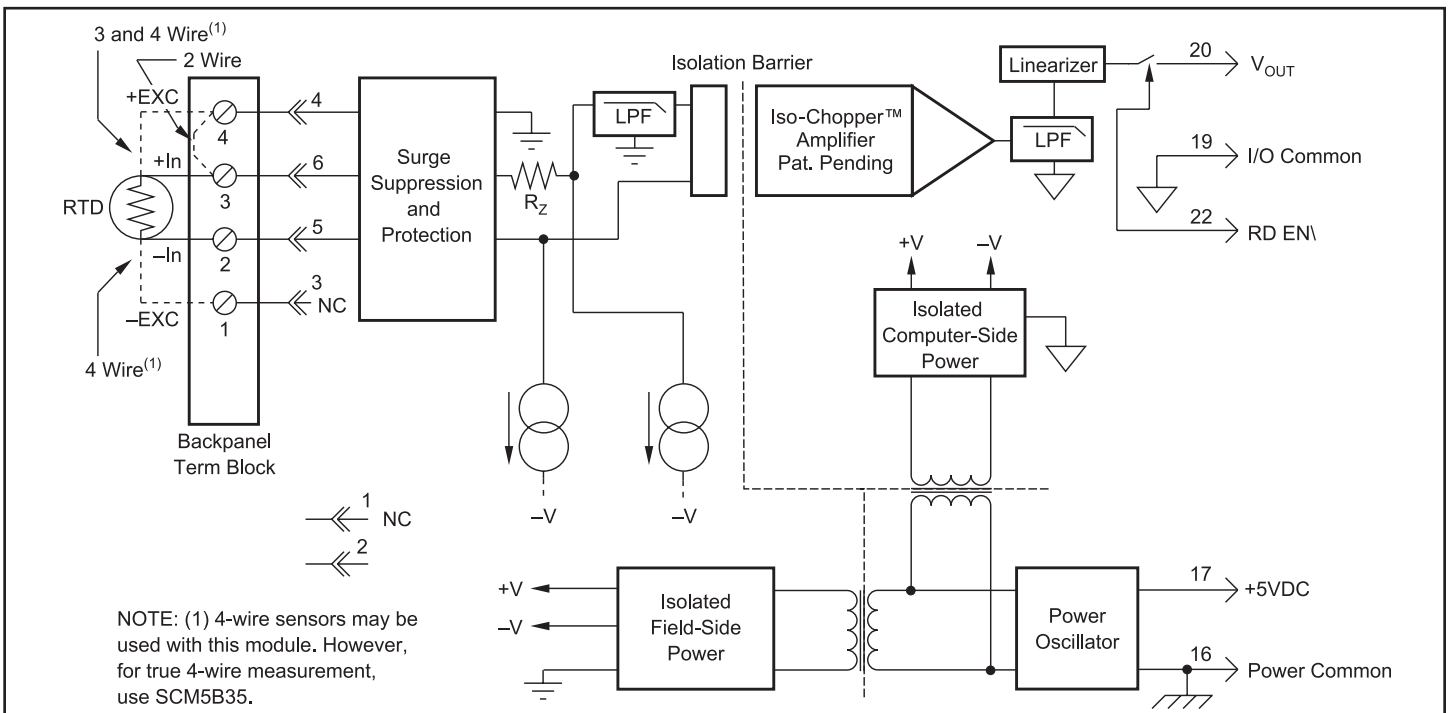 3 and 4 Wire(1)
2 Wire
+EXC
4
4
+In
6
3
RTD
5
–In
2
3
NC
–EXC
1
4 Wire(1)
Backpanel
Term Block
Surge
Suppression
and
Protection
RZ
LPF
Isolation Barrier
Iso-Chopper™
Amplifier
Pat. Pending
Linearizer
LPF
20
VOUT
19
I/O Common
22
RD EN\
+V
–V
Isolated
Computer-Side
Power
–V
–V
1
NC
2
+V
–V
Isolated
Field-Side
Power
Power
Oscillator
17
+5VDC
16
Power Common
NOTE: (1) 4-wire sensors may be
used with this module. However,
for true 4-wire measurement,
use SCM5B35.